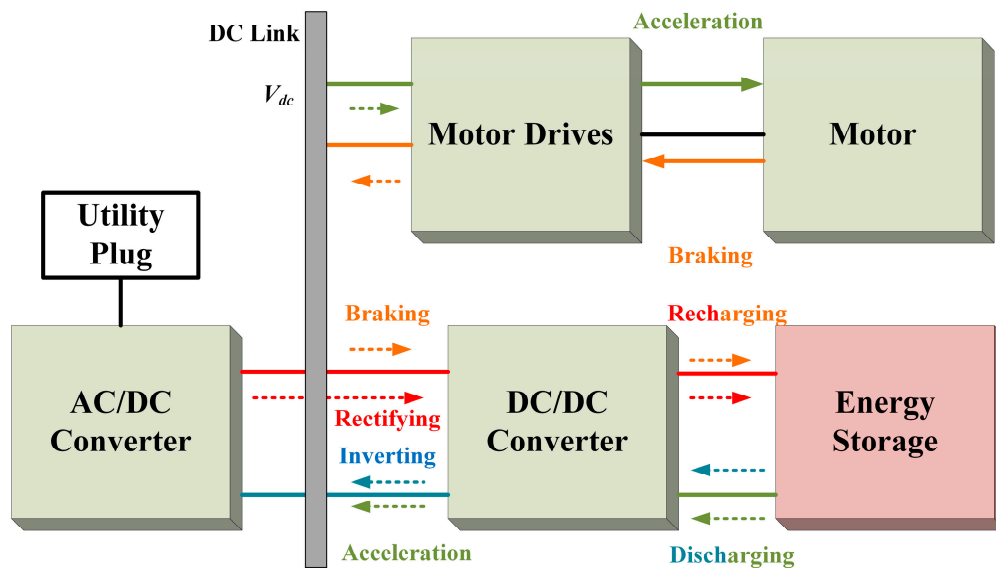 Acceleration
DC Link
V_dc
Motor Drives
Motor
Utility
Plug
Braking
Braking
Recharging
AC/DC
Converter
Rectifying
DC/DC
Converter
Energy
Storage
Inverting
Acceleration
Discharging